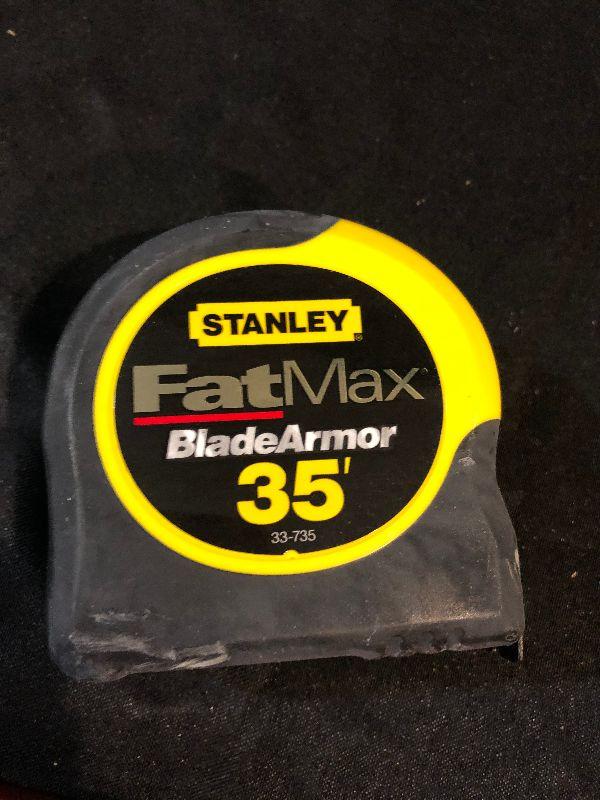 STANLEY®
FatMax®
BladeArmor
35'
33-735